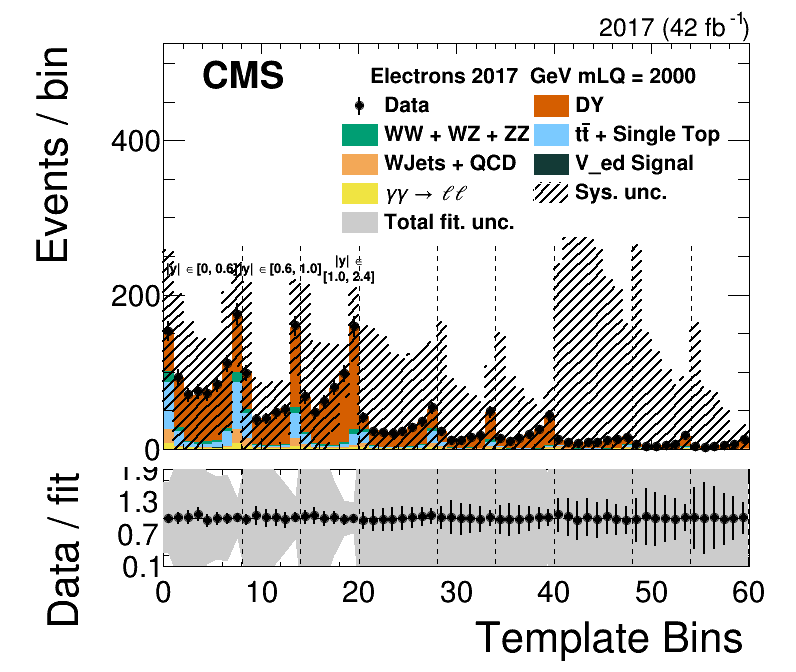 2017 (42 fb⁻¹)
CMS
Electrons 2017 GeV mLQ = 2000
Data
DY
WW + WZ + ZZ
tt̄ + Single Top
WJets + QCD
V_ed Signal
γγ → ℓℓ
Sys. unc.
Total fit. unc.
|y| ∈ [0, 0.6]
|y| ∈ [0.6, 1.0]
|y| ∈
[1.0, 2.4]
Events / bin
400
200
0
Data / fit
1.9
1.3
0.7
0.1
0 10 20 30 40 50 60
Template Bins